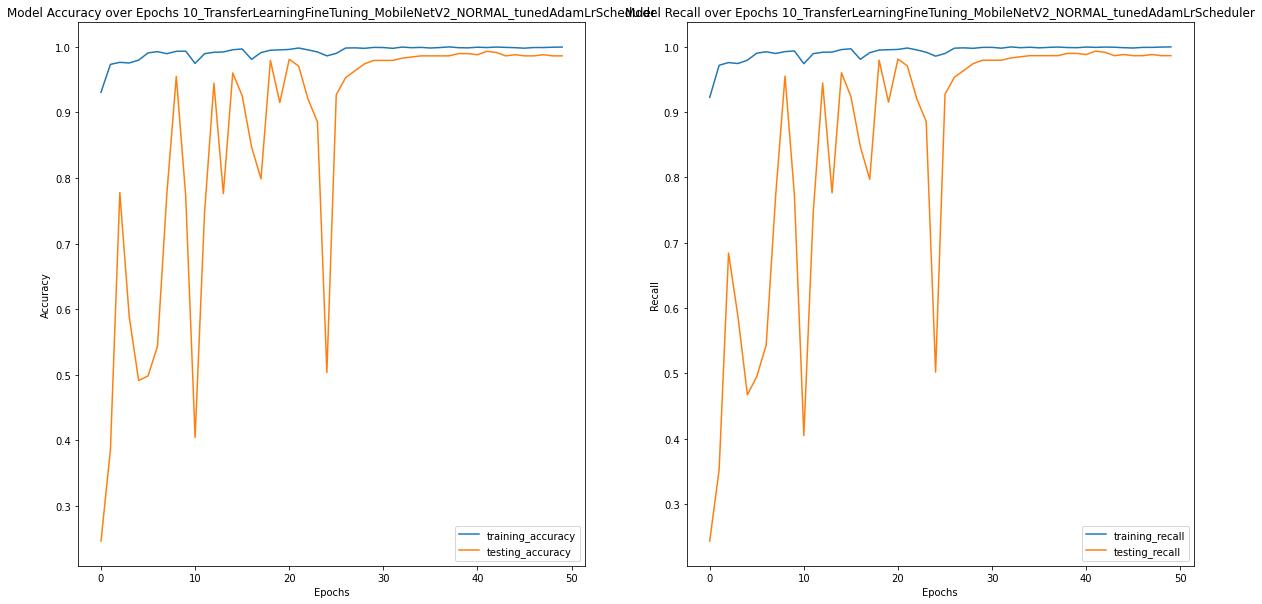 Model Accuracy over Epochs 10_TransferLearningFineTuning_MobileNetV2_NORMAL_tunedAdamLrScheduler
Model Recall over Epochs 10_TransferLearningFineTuning_MobileNetV2_NORMAL_tunedAdamLrScheduler
Accuracy
1.0
0.9
0.8
0.7
0.6
0.5
0.4
0.3
0
10
20
30
40
50
Epochs
training_accuracy
testing_accuracy
Recall
1.0
0.9
0.8
0.7
0.6
0.5
0.4
0.3
0
10
20
30
40
50
Epochs
training_recall
testing_recall